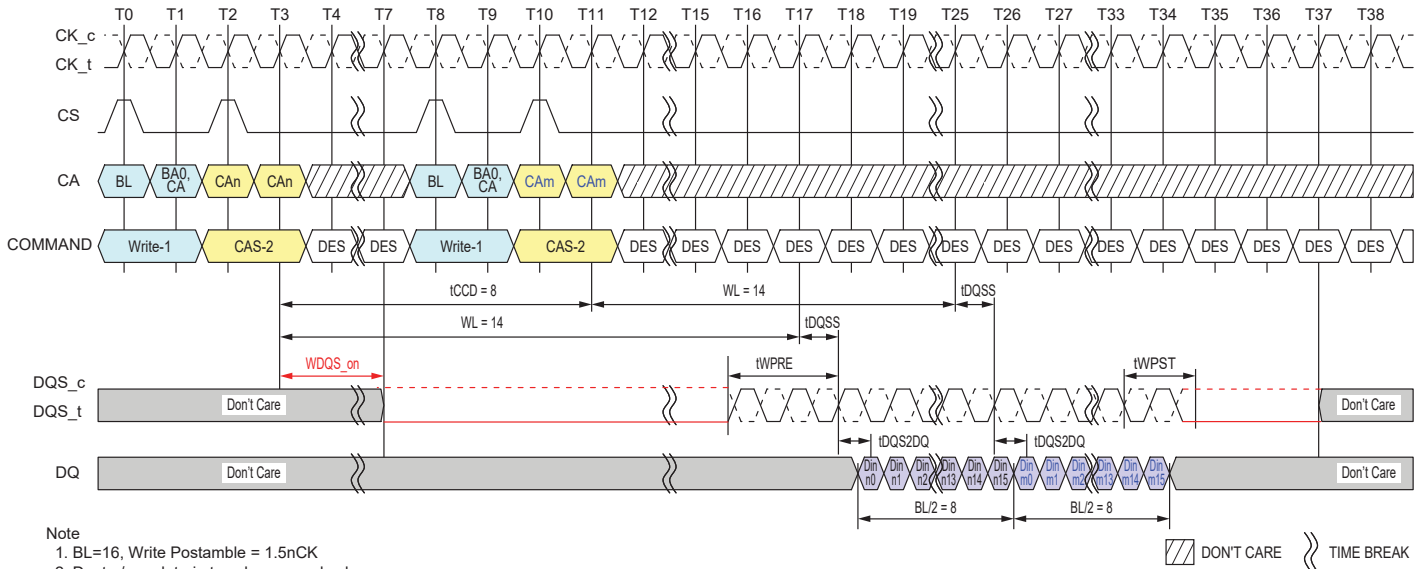 T0 T1 T2 T3 T4 T7 T8 T9 T10 T11 T12 T15 T16 T17 T18 T19 T25 T26 T27 T33 T34 T35 T36 T37 T38
CK_c
CK_t
CS
CA BL BA0, CA CAn CAn BL BA0, CA CAm CAm
COMMAND Write-1 CAS-2 DES DES Write-1 CAS-2 DES DES DES DES DES DES DES DES DES DES DES DES DES DES DES
tCCD = 8 WL = 14 tDQSS
WL = 14 tDQSS
WDQS_on tWPRE tWPST
DQS_c
DQS_t Don't Care Don't Care
tDQS2DQ tDQS2DQ
DQ Don't Care Din n0 Din n1 Din n2 Din n13 Din n14 Din n15 Din m0 Din m1 Din m2 Din m13 Din m14 Din m15 Don't Care
BL/2 = 8 BL/2 = 8
Note
1. BL=16, Write Postamble = 1.5nCK
DON'T CARE TIME BREAK